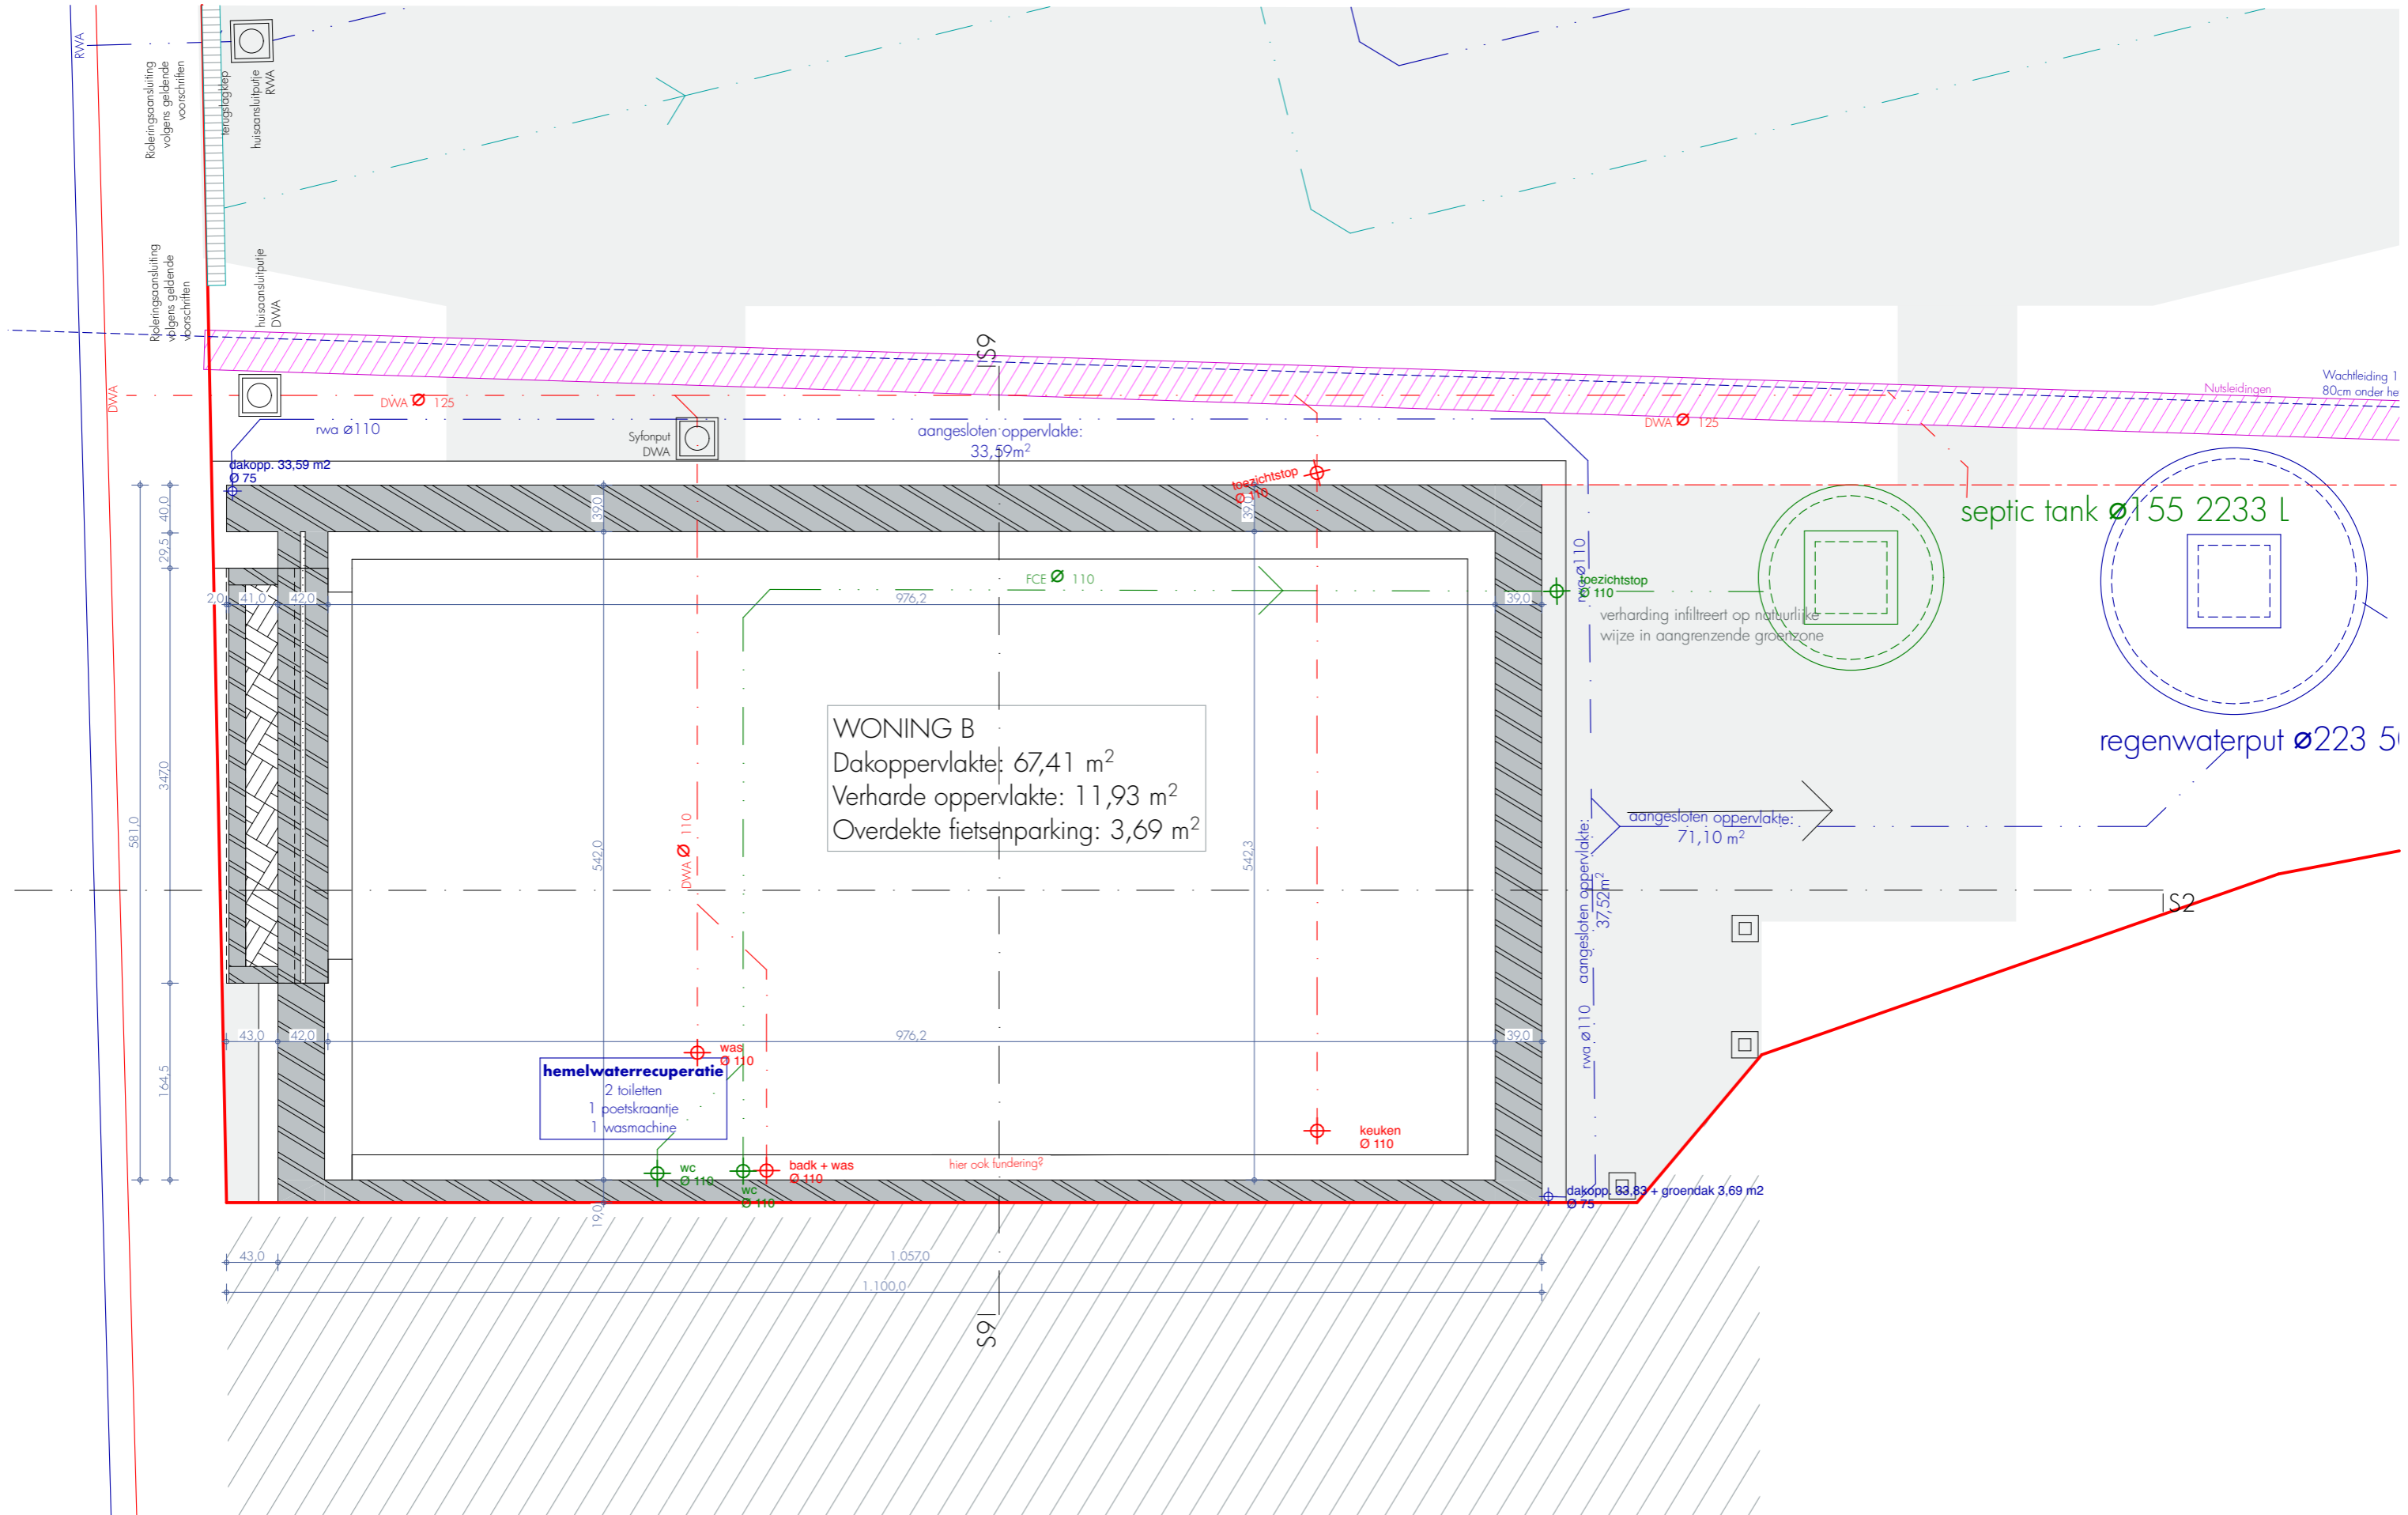 RWA
Rioleringsaansluiting
volgens geldende
voorschriften
terugslagklep
huisaansluitputje
RWA
Rioleringsaansluiting
volgens geldende
voorschriften
huisaansluitputje
DWA
DWA
DWA Ø 125
rwa ø110
Syfonput
DWA
aangesloten oppervlakte:
33,59m²
S9
Nutsleidingen
Wachtleiding 1
80cm onder he
DWA Ø 125
dakopp. 33,59 m2
Ø 75
toezichtstop
Ø 110
septic tank ø155 2233 L
40,0
29,5
39,0
39,0
rwa ø110
FCE Ø 110
toezichtstop
Ø 110
2,0
41,0
42,0
976,2
39,0
verharding infiltreert op natuurlijke
wijze in aangrenzende groenzone
WONING B
Dakoppervlakte: 67,41 m²
Verharde oppervlakte: 11,93 m²
Overdekte fietsenparking: 3,69 m²
regenwaterput ø223 50
347,0
581,0
542,0
DWA Ø 110
542,3
aangesloten oppervlakte:
71,10 m²
rwa ø110 aangesloten oppervlakte:
37,52m²
S2
43,0
42,0
976,2
39,0
was
Ø 110
hemelwaterrecuperatie
2 toiletten
1 poetskraantje
1 wasmachine
164,5
keuken
Ø 110
wc
Ø 110
wc
Ø 110
badk + was
Ø 110
hier ook fundering?
dakopp. 33,83 + groendak 3,69 m2
Ø 75
19,0
43,0
1.057,0
1.100,0
S9